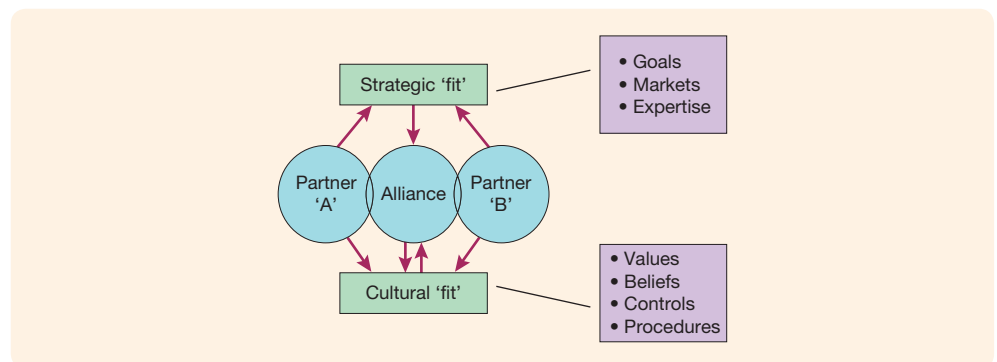 Strategic ‘fit’
• Goals
• Markets
• Expertise
Partner
‘A’
Alliance
Partner
‘B’
Cultural ‘fit’
• Values
• Beliefs
• Controls
• Procedures